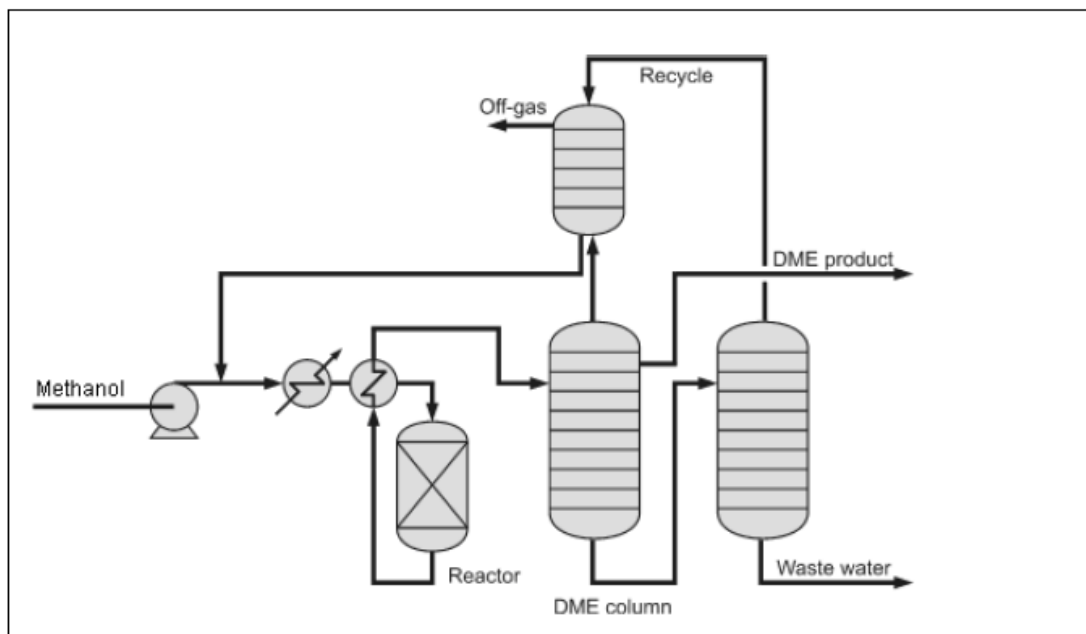 Recycle
Off-gas
DME product
Methanol
Reactor
Waste water
DME column